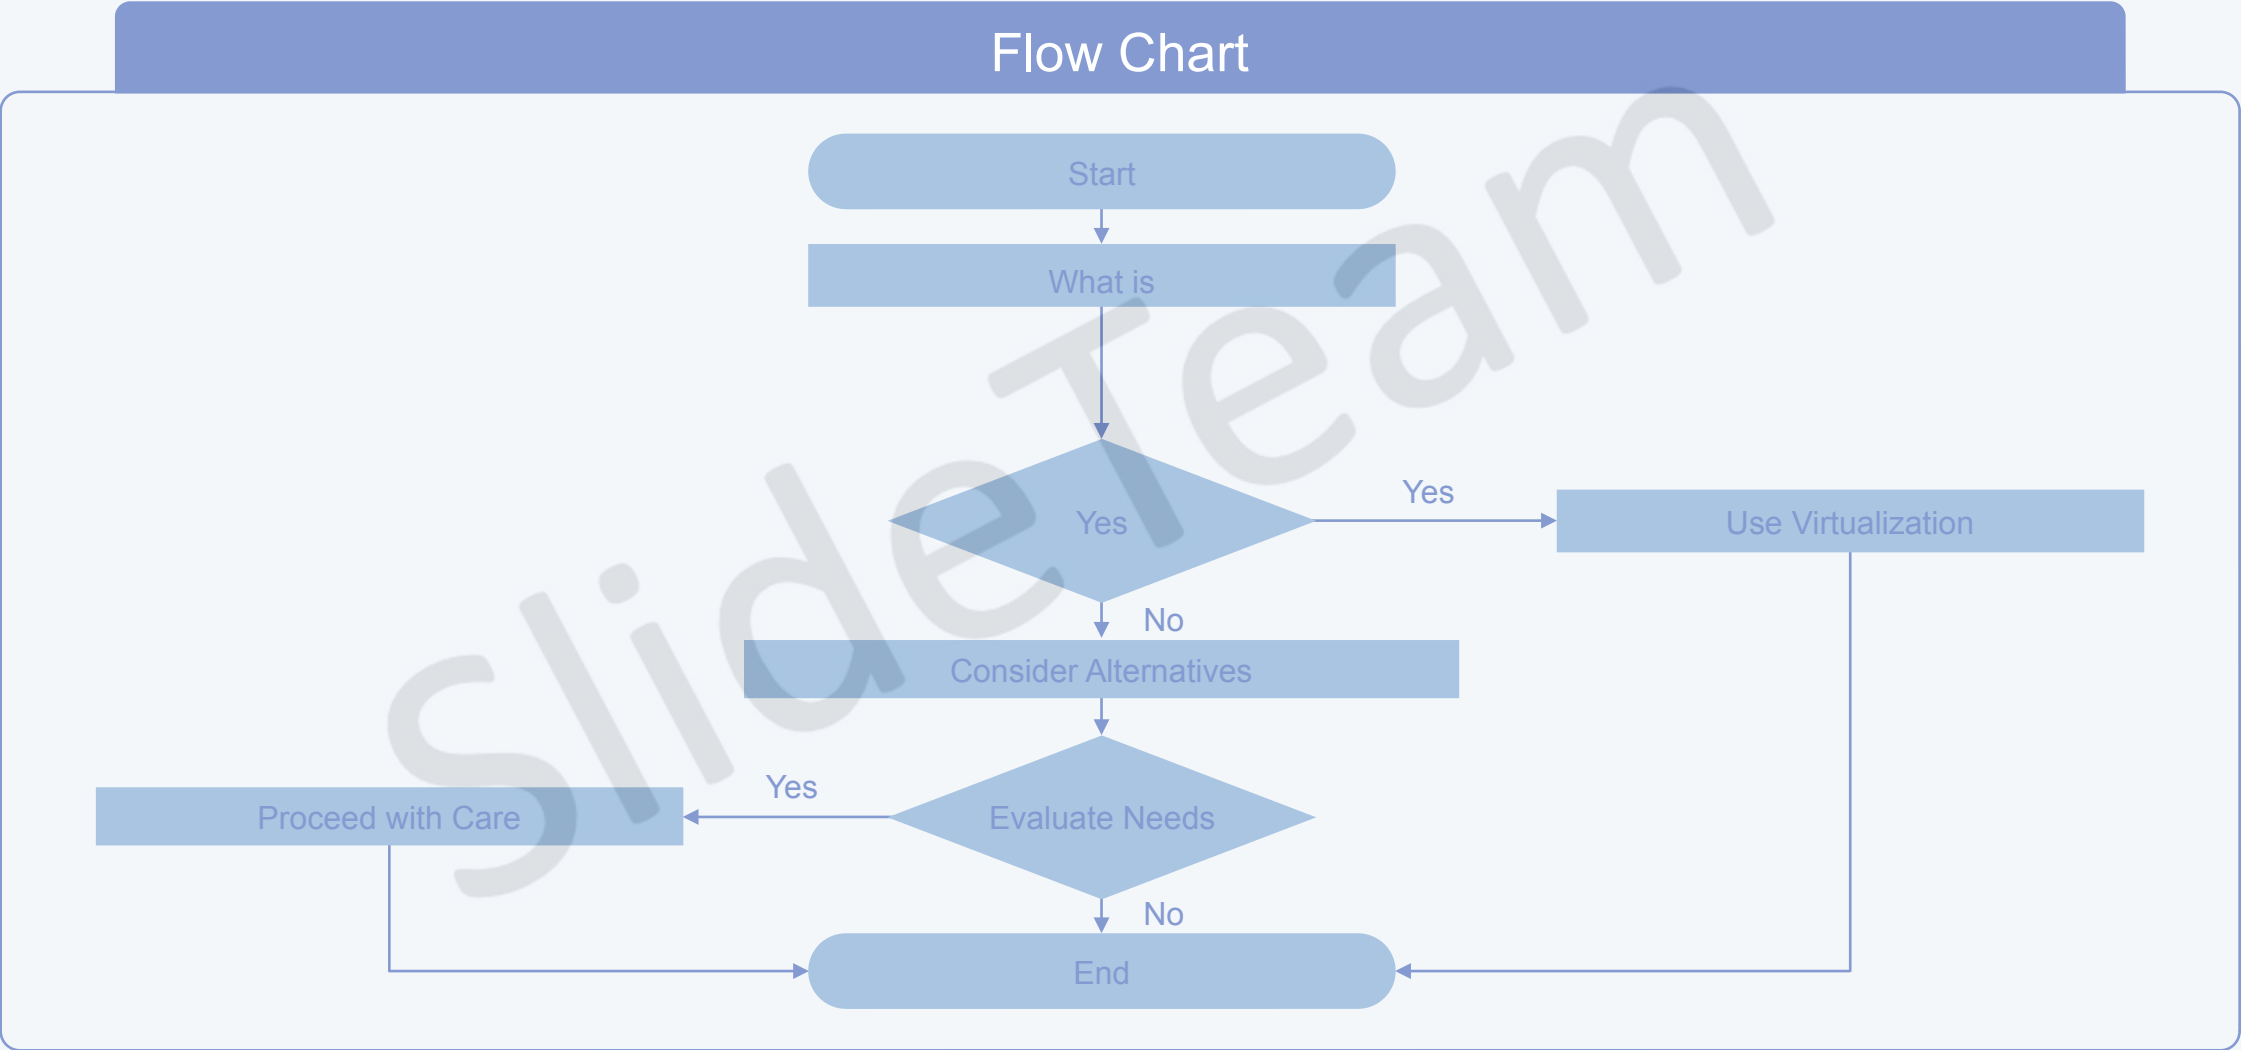 Flow Chart
Start
What is
Yes
Yes
Use Virtualization
No
Consider Alternatives
Yes
Proceed with Care
Evaluate Needs
No
End
SlideTeam